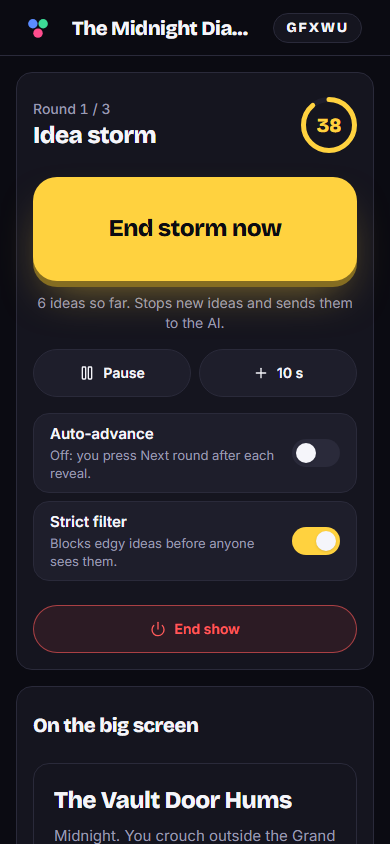 The Midnight Dia...
GFXWU
Round 1 / 3
Idea storm
38
End storm now
6 ideas so far. Stops new ideas and sends them
to the AI.
Pause
10 s
Auto-advance
Off: you press Next round after each
reveal.
Strict filter
Blocks edgy ideas before anyone
sees them.
End show
On the big screen
The Vault Door Hums
Midnight. You crouch outside the Grand